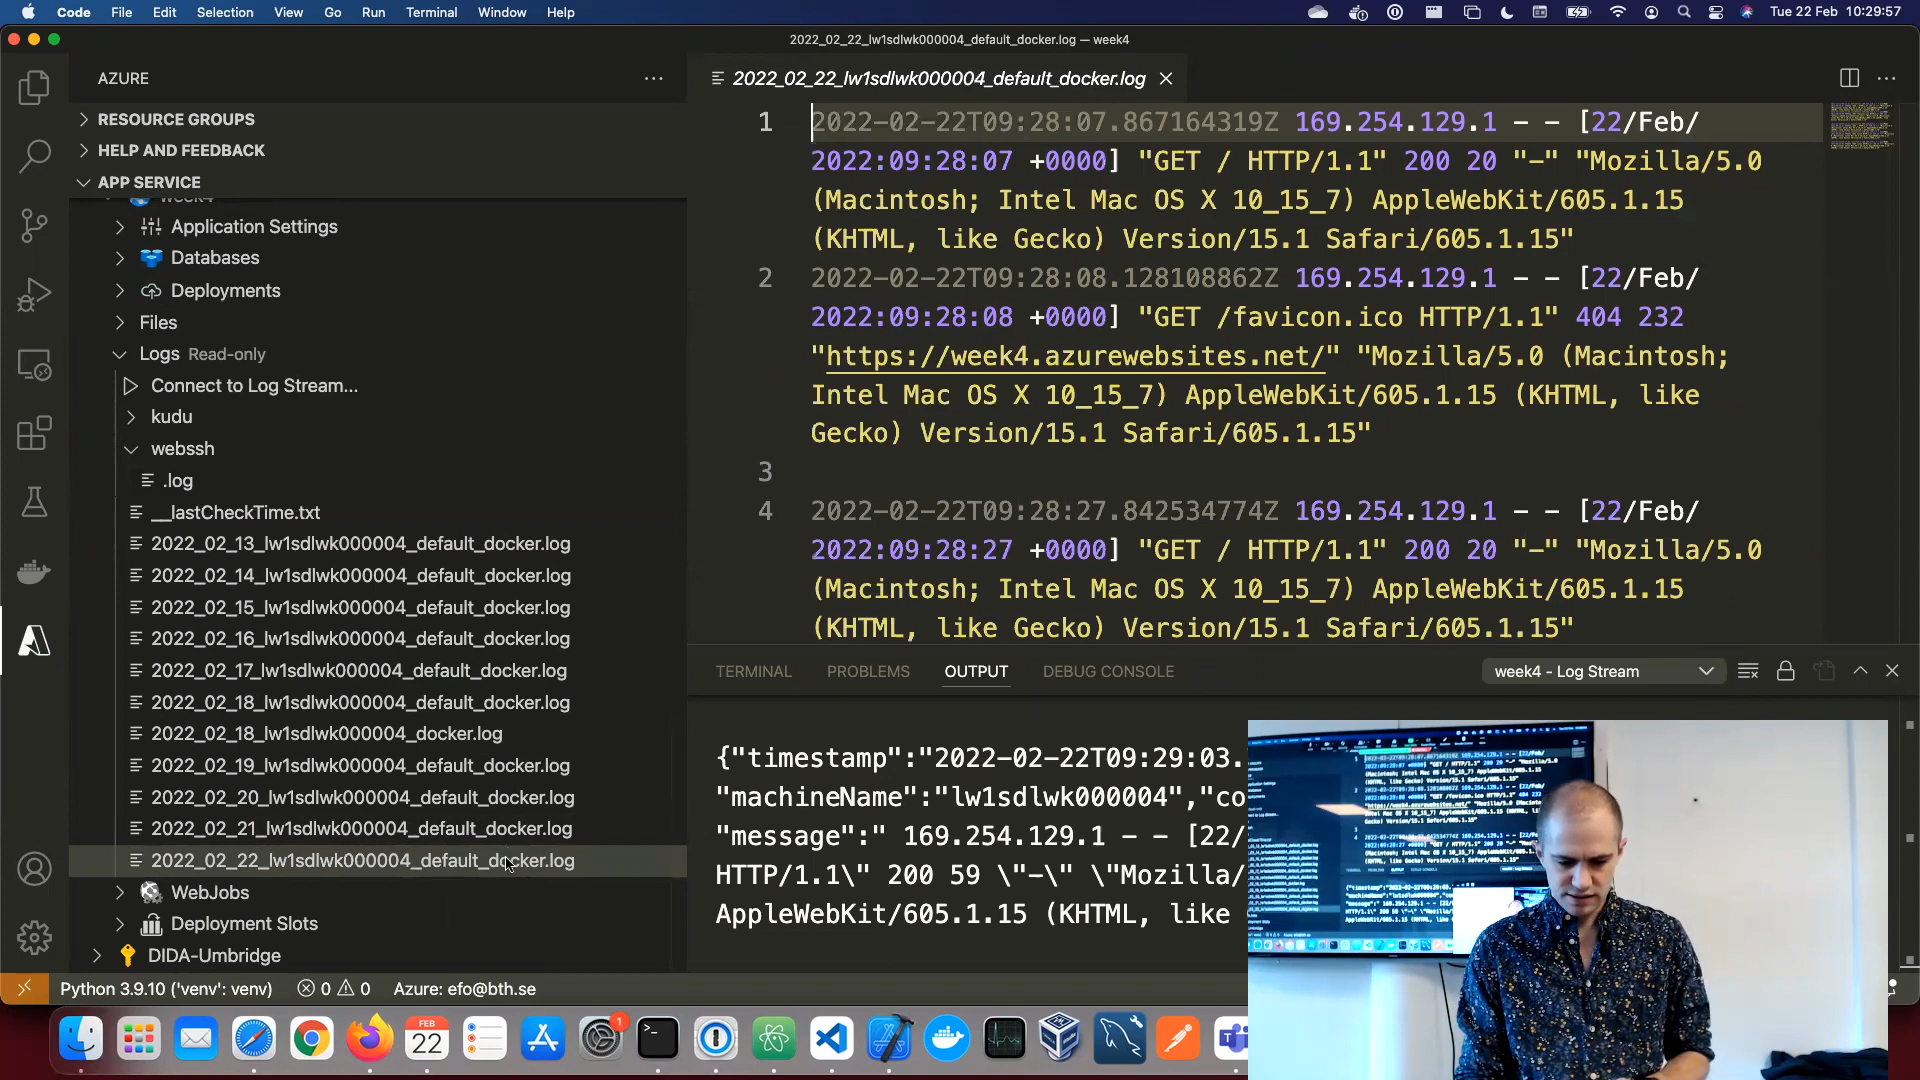 Code File Edit Selection View Go Run Terminal Window Help
Tue 22 Feb 10:29:57
2022_02_22_lw1sdlwk000004_default_docker.log — week4
AZURE
RESOURCE GROUPS
HELP AND FEEDBACK
APP SERVICE
week4
Application Settings
Databases
Deployments
Files
Logs Read-only
Connect to Log Stream...
kudu
webssh
.log
__lastCheckTime.txt
2022_02_13_lw1sdlwk000004_default_docker.log
2022_02_14_lw1sdlwk000004_default_docker.log
2022_02_15_lw1sdlwk000004_default_docker.log
2022_02_16_lw1sdlwk000004_default_docker.log
2022_02_17_lw1sdlwk000004_default_docker.log
2022_02_18_lw1sdlwk000004_default_docker.log
2022_02_18_lw1sdlwk000004_docker.log
2022_02_19_lw1sdlwk000004_default_docker.log
2022_02_20_lw1sdlwk000004_default_docker.log
2022_02_21_lw1sdlwk000004_default_docker.log
2022_02_22_lw1sdlwk000004_default_docker.log
WebJobs
Deployment Slots
DIDA-Umbridge
2022_02_22_lw1sdlwk000004_default_docker.log
1 2022-02-22T09:28:07.867164319Z 169.254.129.1 - - [22/Feb/
2022:09:28:07 +0000] "GET / HTTP/1.1" 200 20 "-" "Mozilla/5.0
(Macintosh; Intel Mac OS X 10_15_7) AppleWebKit/605.1.15
(KHTML, like Gecko) Version/15.1 Safari/605.1.15"
2 2022-02-22T09:28:08.128108862Z 169.254.129.1 - - [22/Feb/
2022:09:28:08 +0000] "GET /favicon.ico HTTP/1.1" 404 232
"https://week4.azurewebsites.net/" "Mozilla/5.0 (Macintosh;
Intel Mac OS X 10_15_7) AppleWebKit/605.1.15 (KHTML, like
Gecko) Version/15.1 Safari/605.1.15"
3
4 2022-02-22T09:28:27.842534774Z 169.254.129.1 - - [22/Feb/
2022:09:28:27 +0000] "GET / HTTP/1.1" 200 20 "-" "Mozilla/5.0
(Macintosh; Intel Mac OS X 10_15_7) AppleWebKit/605.1.15
(KHTML, like Gecko) Version/15.1 Safari/605.1.15"
TERMINAL PROBLEMS OUTPUT DEBUG CONSOLE
week4 - Log Stream
{"timestamp":"2022-02-22T09:29:03.
"machineName":"lw1sdlwk000004","co
"message":" 169.254.129.1 - - [22/
HTTP/1.1\" 200 59 \"-\" \"Mozilla/
AppleWebKit/605.1.15 (KHTML, like
Python 3.9.10 ('venv': venv) 0 0 Azure: efo@bth.se
FEB
22
1